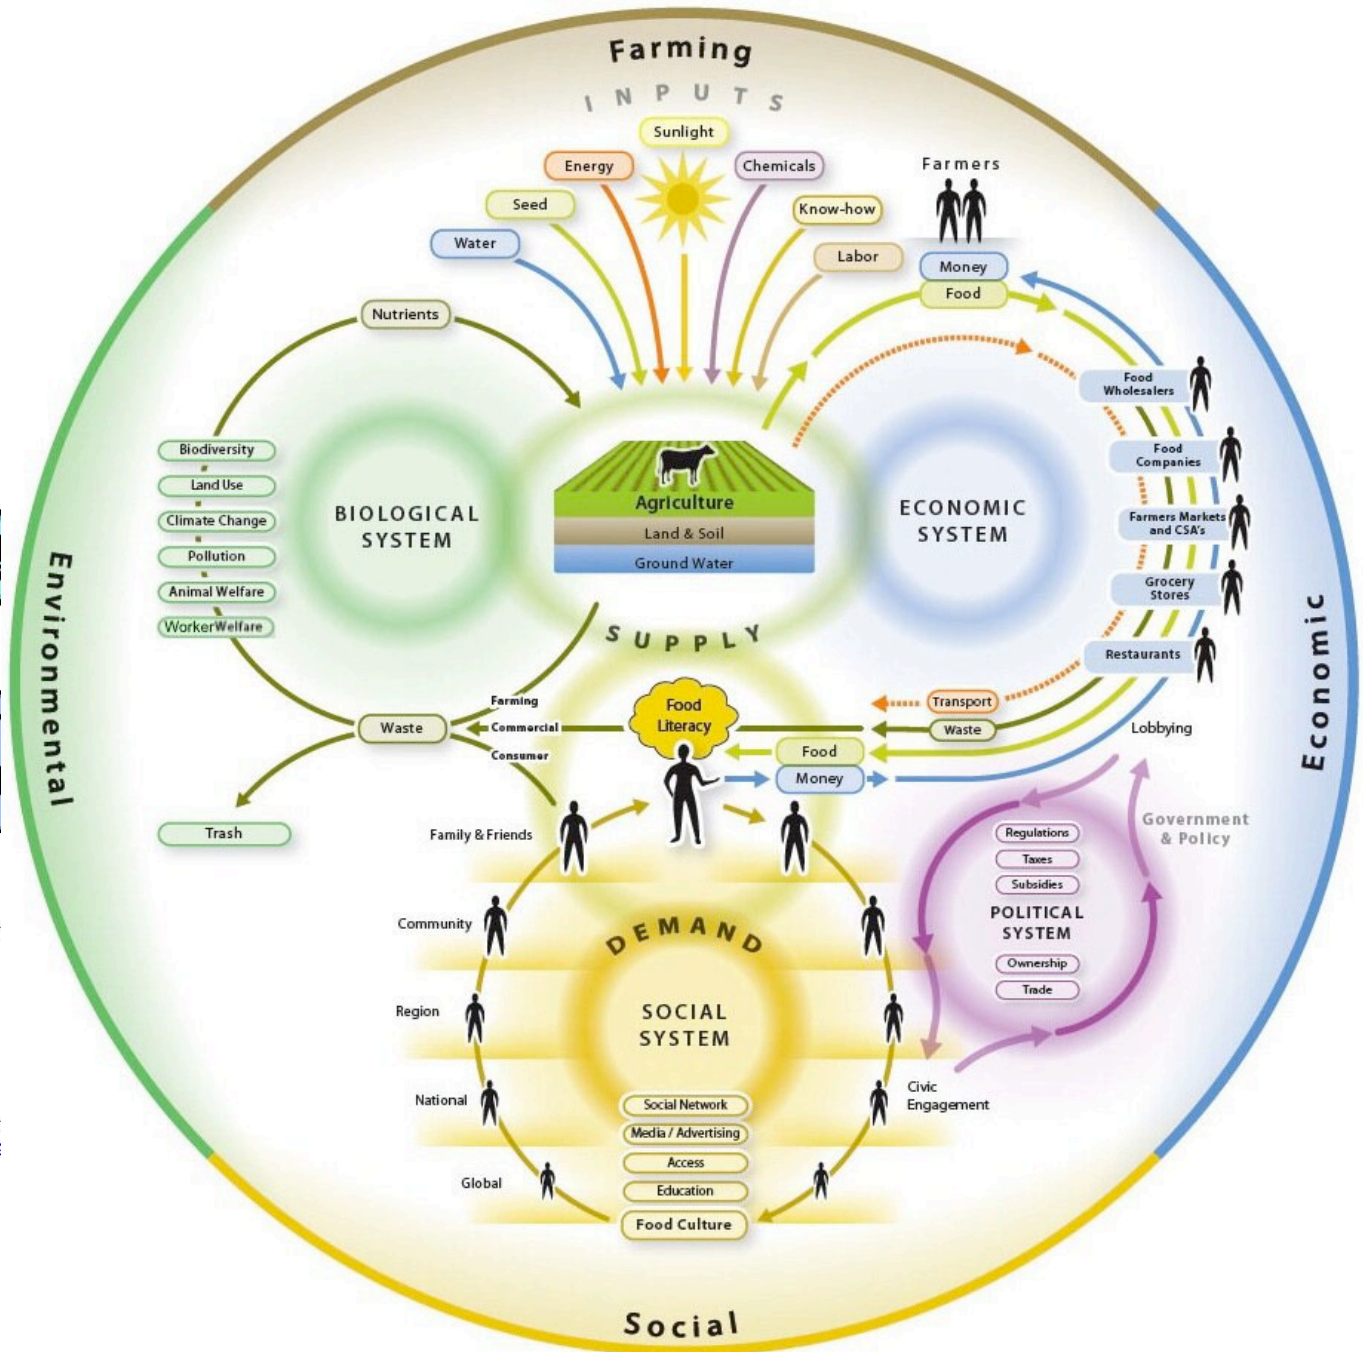 Farming
INPUTS
Sunlight
Energy
Chemicals
Seed
Know-how
Water
Labor
Farmers
Money
Food
Nutrients
Food
Wholesalers
Food
Companies
Farmers Markets
and CSA's
Grocery
Stores
Restaurants
Biodiversity
Land Use
Climate Change
Pollution
Animal Welfare
WorkerWelfare
BIOLOGICAL
SYSTEM
Agriculture
Land & Soil
Ground Water
ECONOMIC
SYSTEM
Environmental
Economic
SUPPLY
Farming
Commercial
Consumer
Waste
Trash
Food
Literacy
Transport
Waste
Food
Money
Lobbying
Government
& Policy
Regulations
Taxes
Subsidies
POLITICAL
SYSTEM
Ownership
Trade
Civic
Engagement
Family & Friends
Community
Region
National
Global
DEMAND
SOCIAL
SYSTEM
Social Network
Media / Advertising
Access
Education
Food Culture
Social